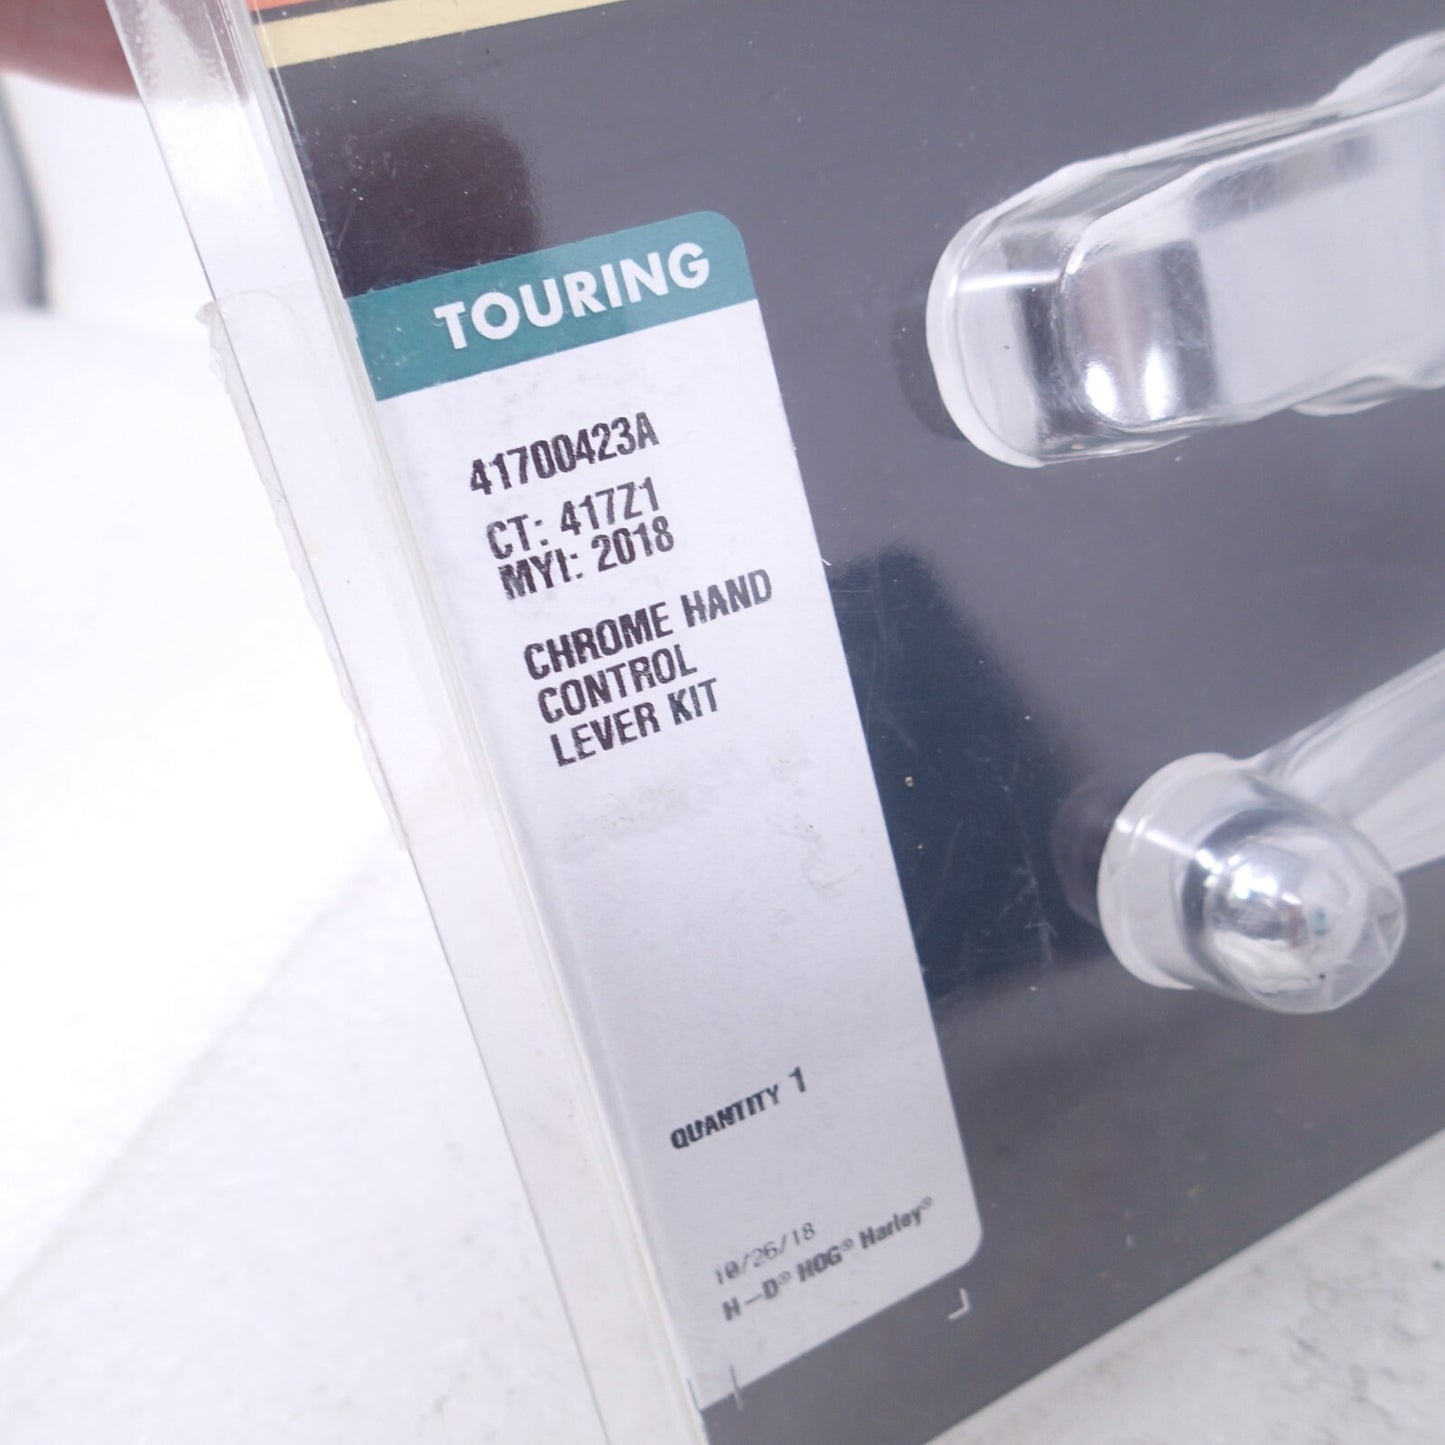 TOURING
41700423A
CT: 417Z1
MYI: 2018
CHROME HAND
CONTROL
LEVER KIT
QUANTITY 1
10/26/18
H-D® HOG® Harley®